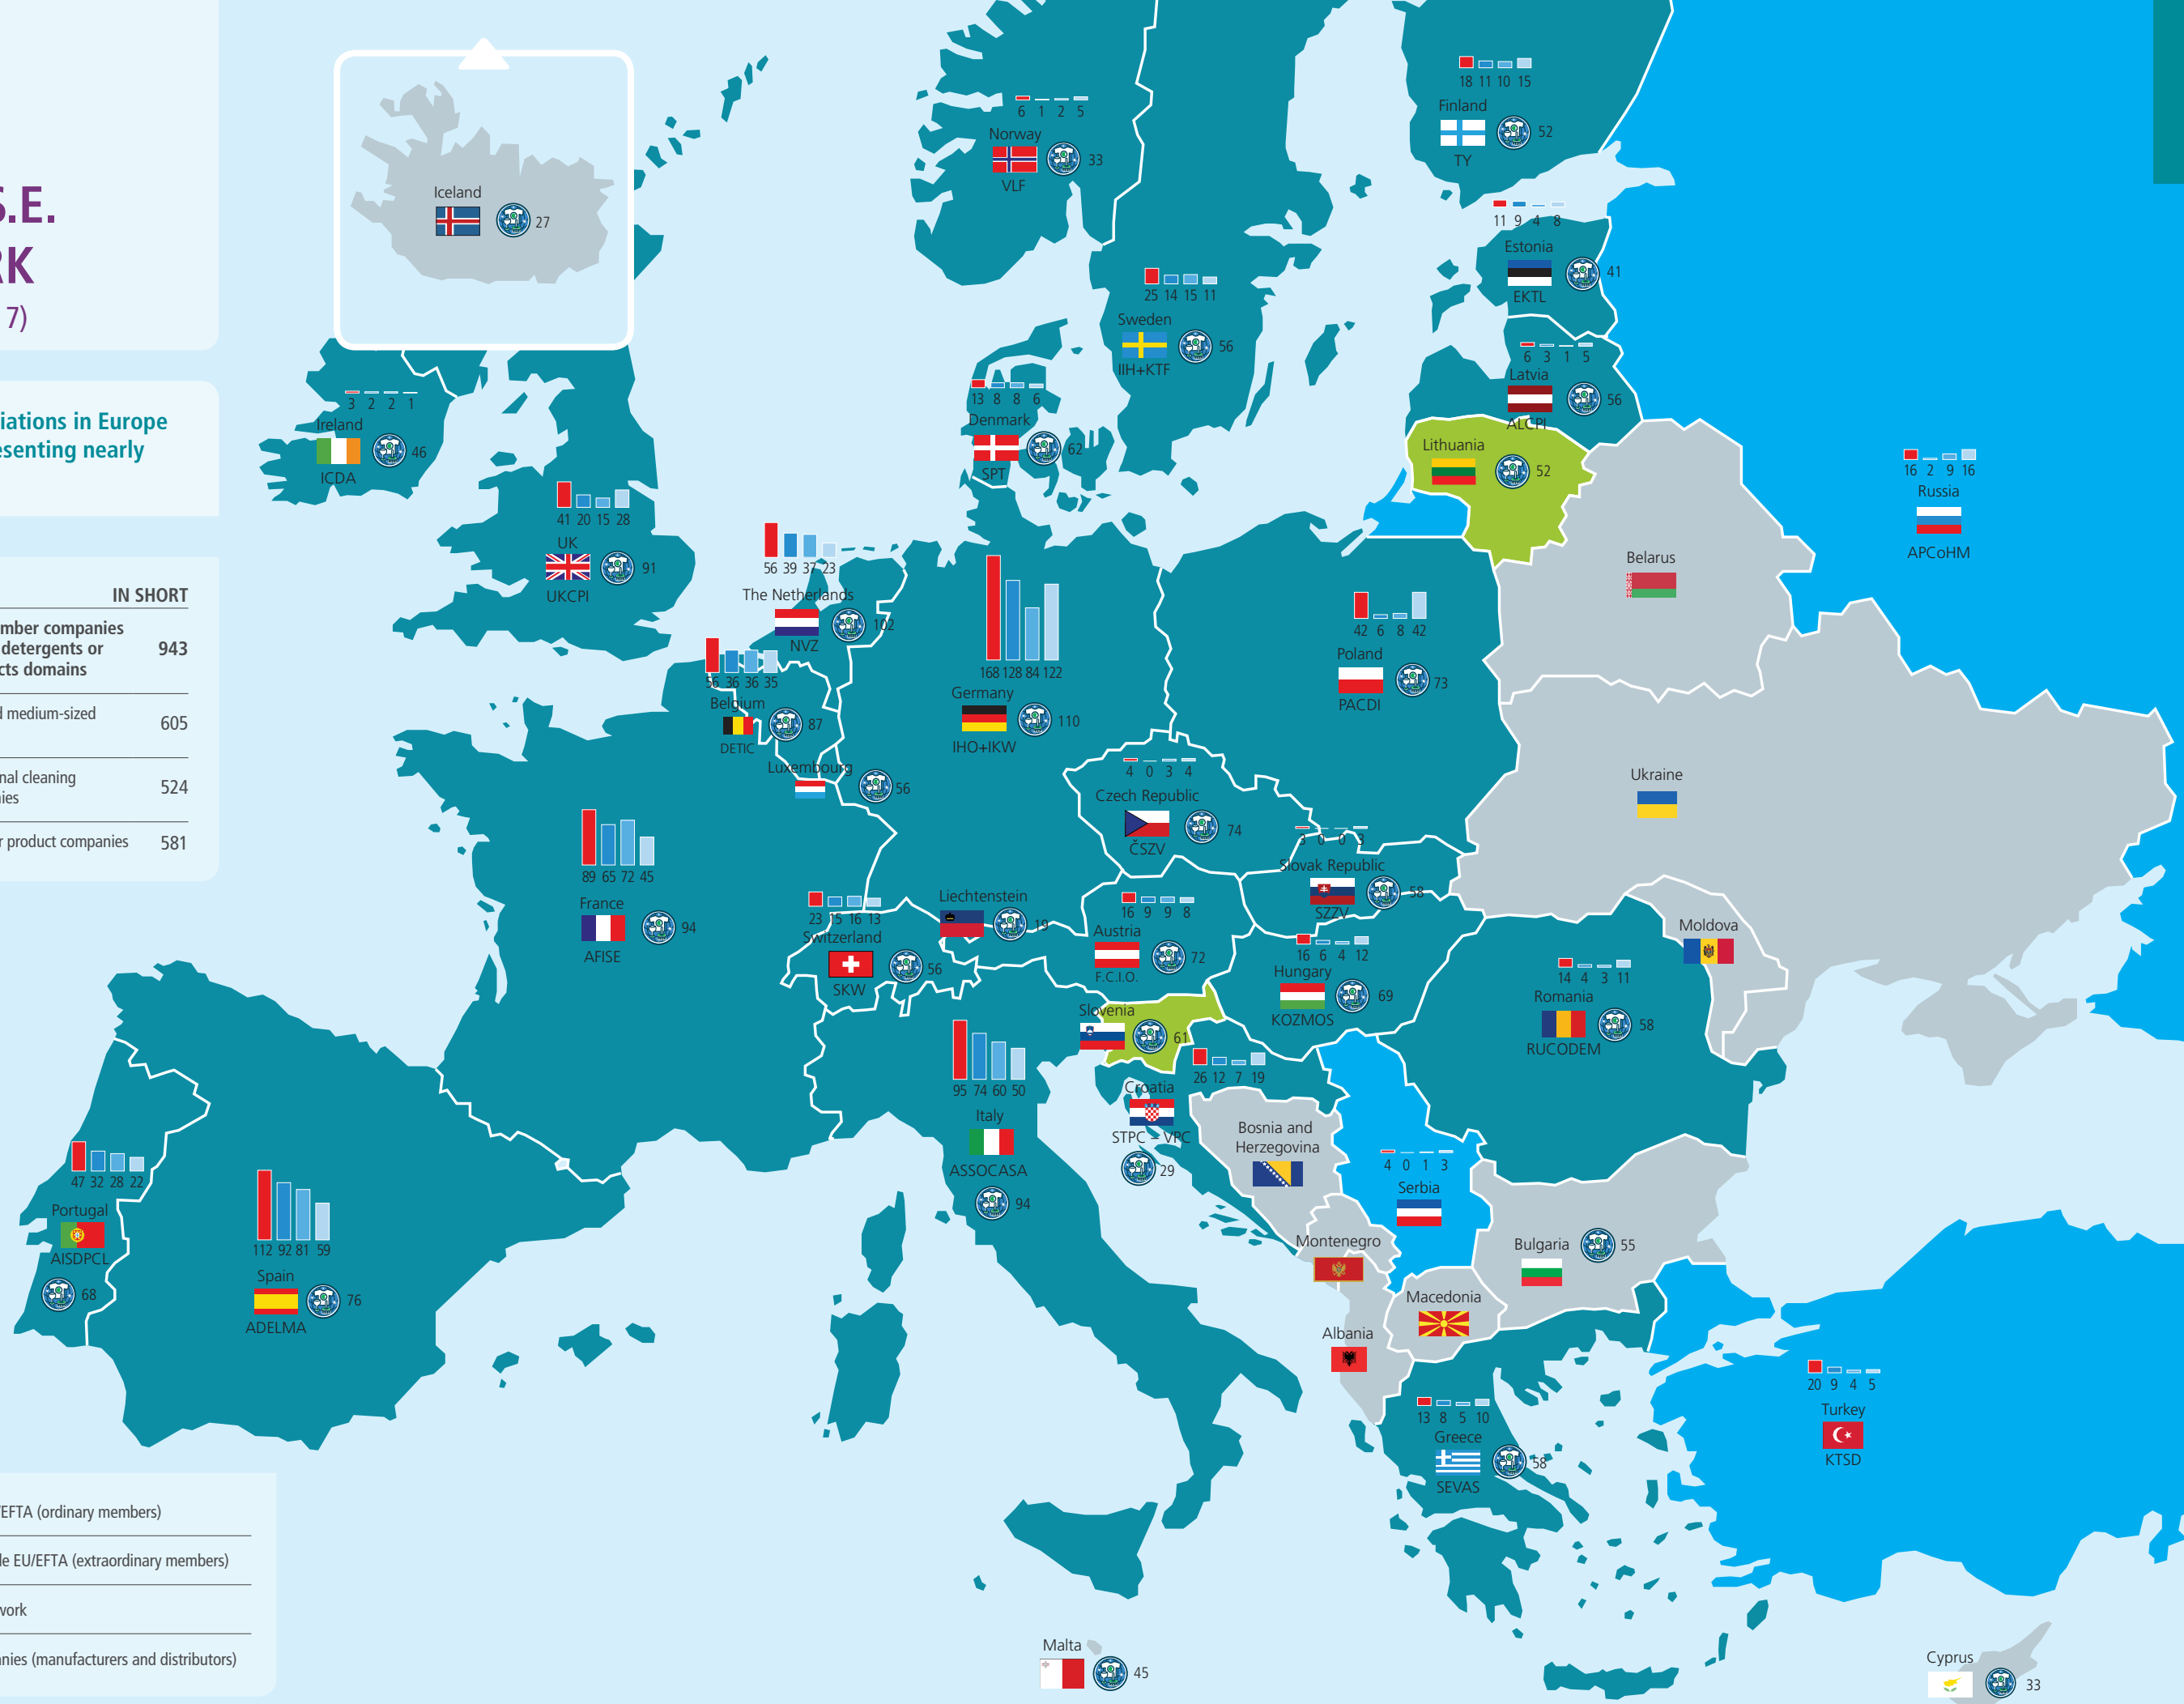 S.E.
RK
17)
iations in Europe
esenting nearly
IN SHORT
mber companies
detergents or
cts domains
943
d medium-sized
605
nal cleaning
nies
524
r product companies
581
/EFTA (ordinary members)
de EU/EFTA (extraordinary members)
work
nies (manufacturers and distributors)
Iceland
27
6 1 2 5
Norway
33
VLF
18 11 10 15
Finland
52
TY
11 9 4 8
Estonia
41
EKTL
25 14 15 11
Sweden
56
IIH+KTF
6 3 1 5
Latvia
56
ALCPI
3 2 2 1
Ireland
46
ICDA
13 8 8 6
Denmark
62
SPT
Lithuania
52
16 2 9 16
Russia
APCoHM
41 20 15 28
UK
91
UKCPI
56 39 37 23
The Netherlands
102
NVZ
Belarus
168 128 84 122
Germany
110
IHO+IKW
42 6 8 42
Poland
73
PACDI
56 36 36 35
Belgium
87
DETIC
Luxembourg
56
Ukraine
4 0 3 4
Czech Republic
74
ČSZV
89 65 72 45
France
94
AFISE
3 0 0 3
Slovak Republic
58
SZZV
23 15 16 13
Switzerland
56
SKW
Liechtenstein
19
16 9 9 8
Austria
72
F.C.I.O.
16 6 4 12
Hungary
69
KOZMOS
Moldova
14 4 3 11
Romania
58
RUCODEM
Slovenia
61
95 74 60 50
Italy
ASSOCASA
94
26 12 7 19
Croatia
STPC – VPC
29
Bosnia and
Herzegovina
4 0 1 3
Serbia
47 32 28 22
Portugal
AISDPCL
68
112 92 81 59
Spain
76
ADELMA
Montenegro
Bulgaria
55
Macedonia
Albania
20 9 4 5
Turkey
KTSD
13 8 5 10
Greece
58
SEVAS
Malta
45
Cyprus
33